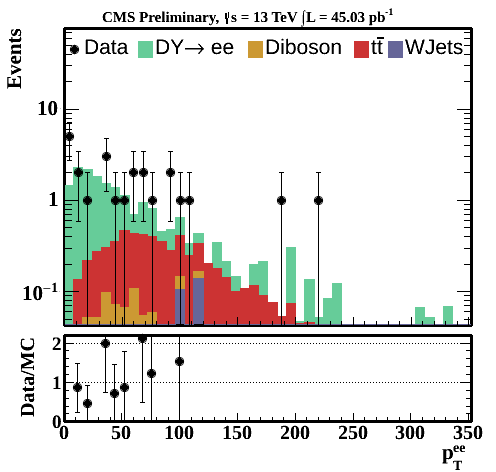 CMS Preliminary, √s = 13 TeV ∫L = 45.03 pb⁻¹
Events
Data DY→ ee Diboson tt̄ WJets
10
1
10⁻¹
Data/MC
2
1
0
0 50 100 150 200 250 300 350
p_T^ee